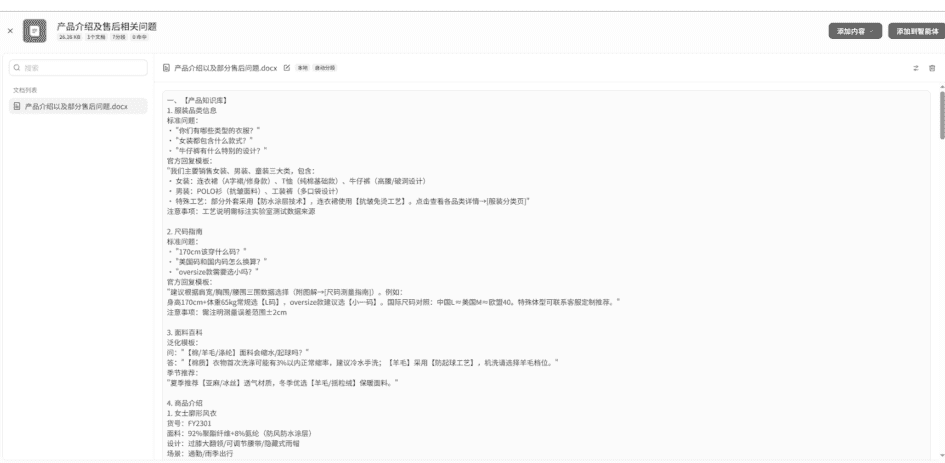 产品介绍及售后相关问题
26.26 KB 1个文档 7分段 0命中
添加内容
添加到智能体
搜索
产品介绍以及部分售后问题.docx 本地 自动分段
文档列表
产品介绍以及部分售后问题.docx
一、【产品知识库】
1. 服装品类信息
标准问题：
· "你们有哪些类型的衣服？"
· "女装都包含什么款式？"
· "牛仔裤有什么特别的设计？"
官方回复模板：
"我们主要销售女装、男装、童装三大类，包含：
· 女装：连衣裙（A字裙/修身款）、T恤（纯棉基础款）、牛仔裤（高腰/破洞设计）
· 男装：POLO衫（抗皱面料）、工装裤（多口袋设计）
· 特殊工艺：部分外套采用【防水涂层技术】，连衣裙使用【抗皱免烫工艺】。点击查看各品类详情→[服装分类页]"
注意事项：工艺说明需标注实验室测试数据来源
2. 尺码指南
标准问题：
· "170cm该穿什么码？"
· "美国码和国内码怎么换算？"
· "oversize款需要选小吗？"
官方回复模板：
"建议根据肩宽/胸围/腰围三围数据选择（附图解→[尺码测量指南]）。例如：
身高170cm+体重65kg常规选【L码】，oversize款建议选【小一码】。国际尺码对照：中国L＝美国M＝欧盟40。特殊体型可联系客服定制推荐。"
注意事项：需注明测量误差范围±2cm
3. 面料百科
泛化模板：
问："【棉/羊毛/涤纶】面料会缩水/起球吗？"
答："【棉质】衣物首次洗涤可能有3%以内正常缩率，建议冷水手洗；【羊毛】采用【防起球工艺】，机洗请选择羊毛档位。"
季节推荐：
"夏季推荐【亚麻/冰丝】透气材质，冬季优选【羊毛/摇粒绒】保暖面料。"
4. 商品介绍
1. 女士廓形风衣
货号：FY2301
面料：92%聚酯纤维+8%氨纶（防风防水涂层）
设计：过膝大翻领/可调节腰带/隐藏式雨帽
场景：通勤/雨季出行